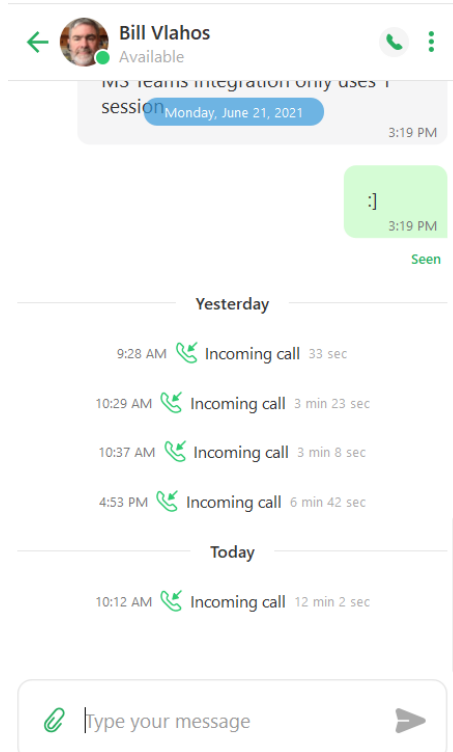 Bill Vlahos
Available
MS Teams integration only uses 1
session
Monday, June 21, 2021
3:19 PM
:]
3:19 PM
Seen
Yesterday
9:28 AM Incoming call 33 sec
10:29 AM Incoming call 3 min 23 sec
10:37 AM Incoming call 3 min 8 sec
4:53 PM Incoming call 6 min 42 sec
Today
10:12 AM Incoming call 12 min 2 sec
Type your message